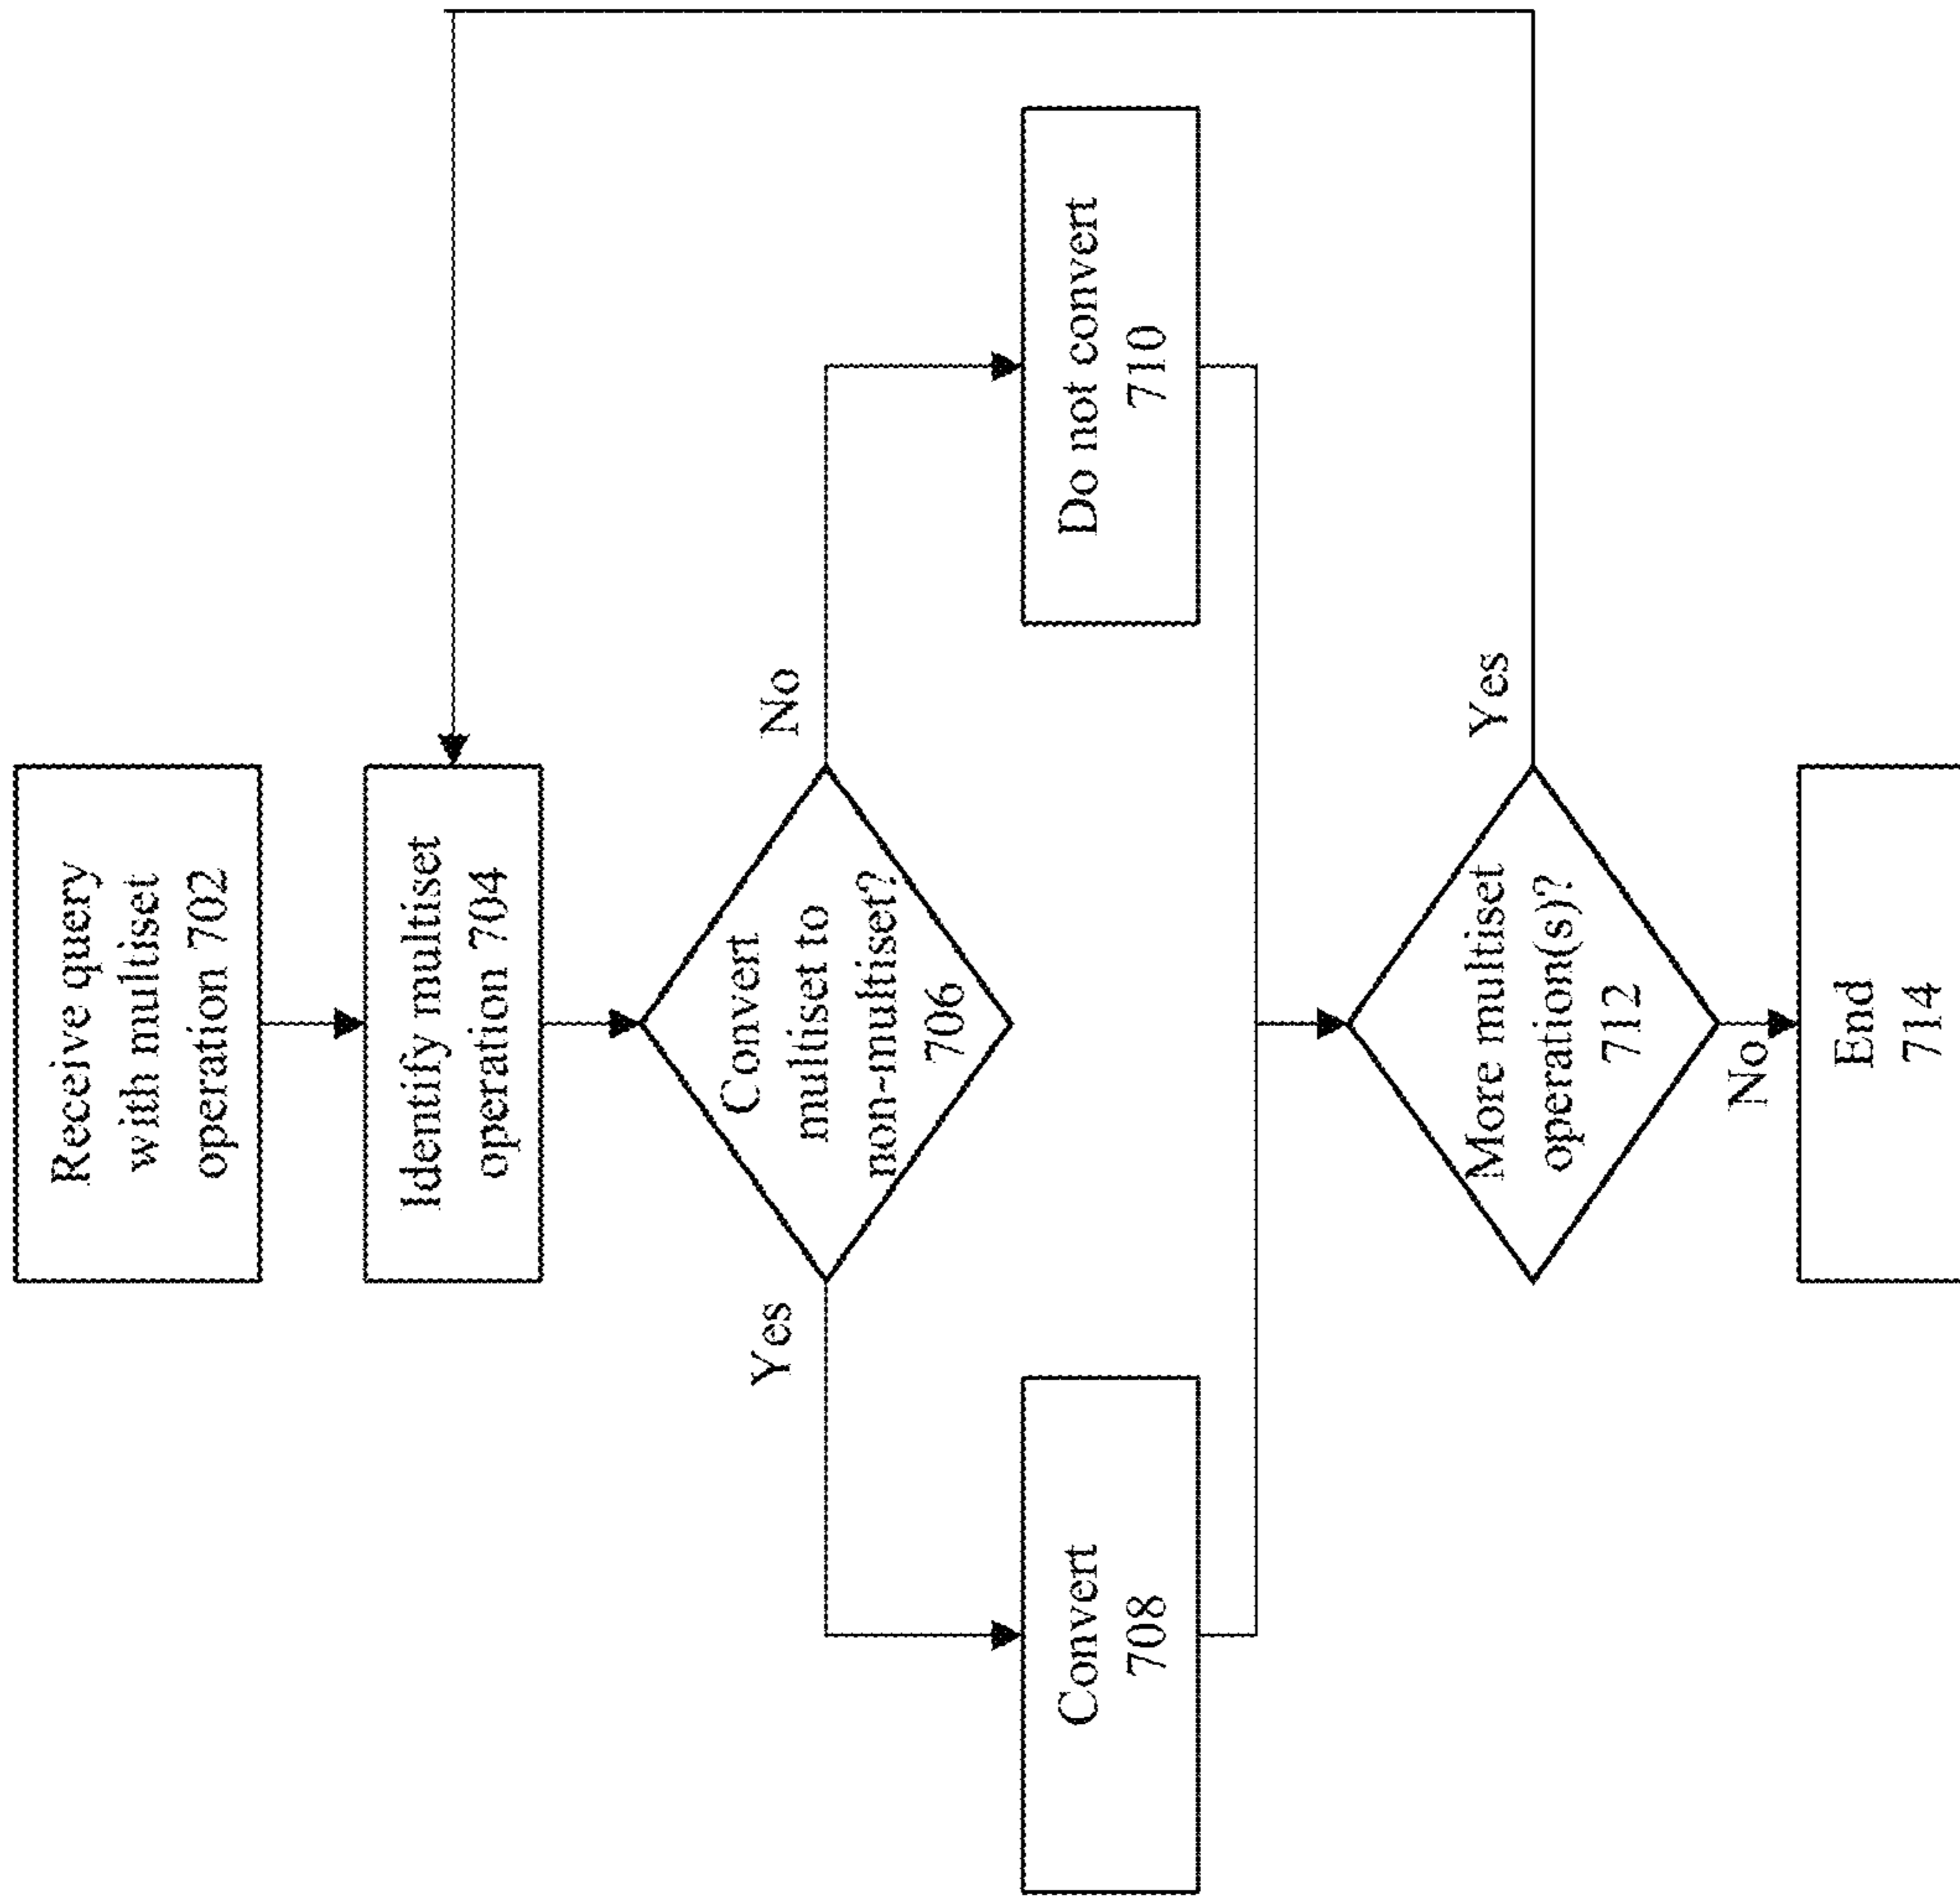 Receive query
with multiset
operation 702
Identify multiset
operation 704
Convert
multiset to
non-multiset?
706
Yes
No
Convert
708
Do not convert
710
More multiset
operation(s)?
712
Yes
No
End
714